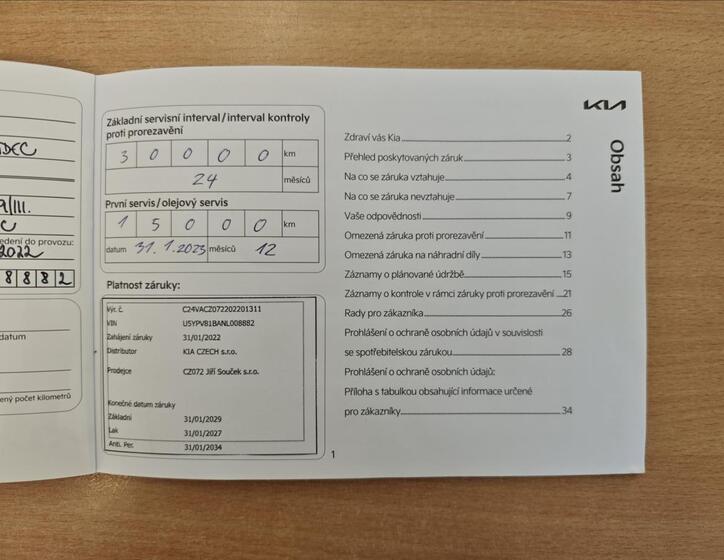 DEC
9/III.
C
edení do provozu:
2022
8 8 8 2
datum
ený počet kilometrů
Základní servisní interval/interval kontroly
proti prorezavění
3 0 0 0 0 km
24 měsíců
První servis/olejový servis
1 5 0 0 0 km
datum 31.1.2023 měsíců 12
Platnost záruky:
Výr. č. C24VACZ072202201311
VIN U5YPV81BANL008882
Zahájení záruky 31/01/2022
Distributor KIA CZECH s.r.o.
Prodejce CZ072 Jiří Souček s.r.o.
Konečné datum záruky
Základní 31/01/2029
Lak 31/01/2027
Anti. Per. 31/01/2034
1
KIA
Obsah
Zdraví vás Kia 2
Přehled poskytovaných záruk 3
Na co se záruka vztahuje 4
Na co se záruka nevztahuje 7
Vaše odpovědnosti 9
Omezená záruka proti prorezavění 11
Omezená záruka na náhradní díly 13
Záznamy o plánované údržbě 15
Záznamy o kontrole v rámci záruky proti prorezavění 21
Rady pro zákazníka 26
Prohlášení o ochraně osobních údajů v souvislosti
se spotřebitelskou zárukou 28
Prohlášení o ochraně osobních údajů:
Příloha s tabulkou obsahující informace určené
pro zákazníky 34